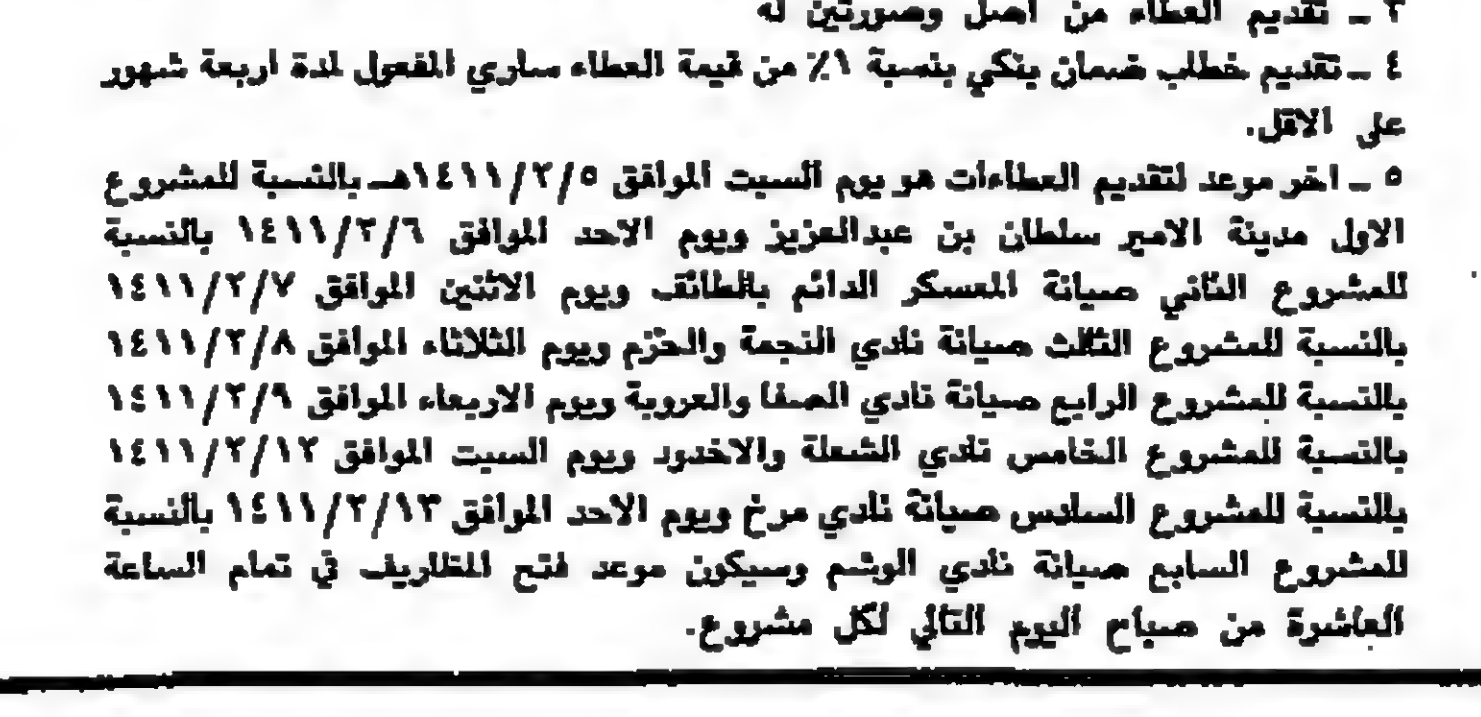 ٣ ــ تقديم العطاء من اصل وصورتين له
٤ ــ تقديم خطاب ضمان بنكي بنسبة ١٪ من قيمة العطاء ساري المفعول لمدة اربعة شهور
على الاقل.
٥ ــ اخر موعد لتقديم العطاءات هو يوم السبت الموافق ١٤١١/٢/٥هــ بالنسبة للمشروع
الاول مدينة الامير سلطان بن عبدالعزيز ويوم الاحد الموافق ١٤١١/٢/٦ بالنسبة
للمشروع الثاني صيانة المعسكر الدائم بالطائف ويوم الاثنين الموافق ١٤١١/٢/٧
بالنسبة للمشروع الثالث صيانة نادي النجمة والحزم ويوم الثلاثاء الموافق ١٤١١/٢/٨
بالنسبة للمشروع الرابع صيانة نادي الصفا والعروبة ويوم الاربعاء الموافق ١٤١١/٢/٩
بالنسبة للمشروع الخامس نادي الشعلة والاخدود ويوم السبت الموافق ١٤١١/٢/١٢
بالنسبة للمشروع السادس صيانة نادي مرخ ويوم الاحد الموافق ١٤١١/٢/١٣ بالنسبة
للمشروع السابع صيانة نادي الوشم وسيكون موعد فتح المظاريف في تمام الساعة
العاشرة من صباح اليوم التالي لكل مشروع.